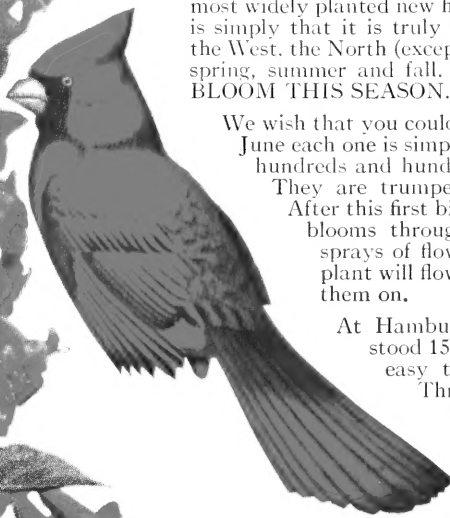 most widely planted new h
is simply that it is truly
the West. the North (excep
spring, summer and fall.
BLOOM THIS SEASON.
We wish that you coul
June each one is simp
hundreds and hund
They are trumpe
After this first bi
blooms throug
sprays of flow
plant will flow
them on.
At Hambu
stood 15
easy t
Thr